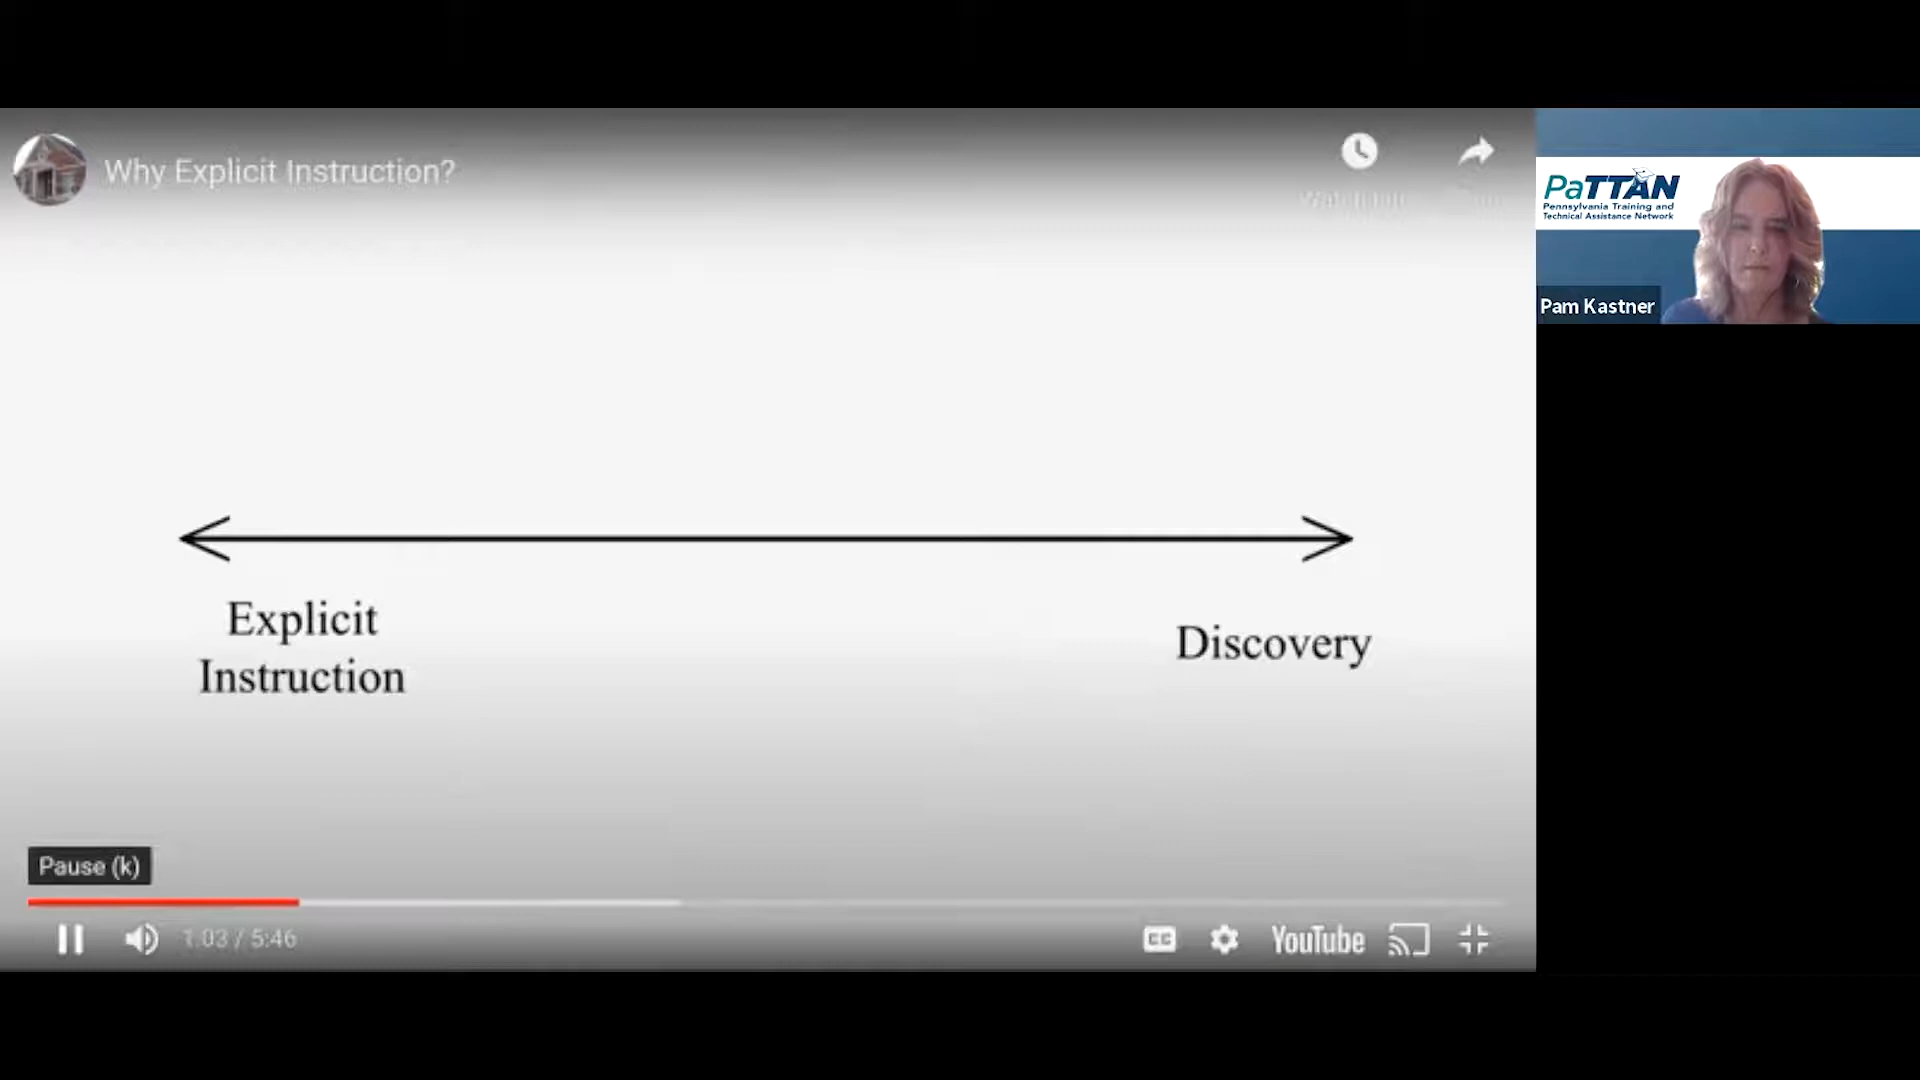 Why Explicit Instruction?
PaTTAN
Pennsylvania Training and
Technical Assistance Network
Pam Kastner
Explicit
Instruction
Discovery
Pause (k)
1:03 / 5:46
CC
YouTube